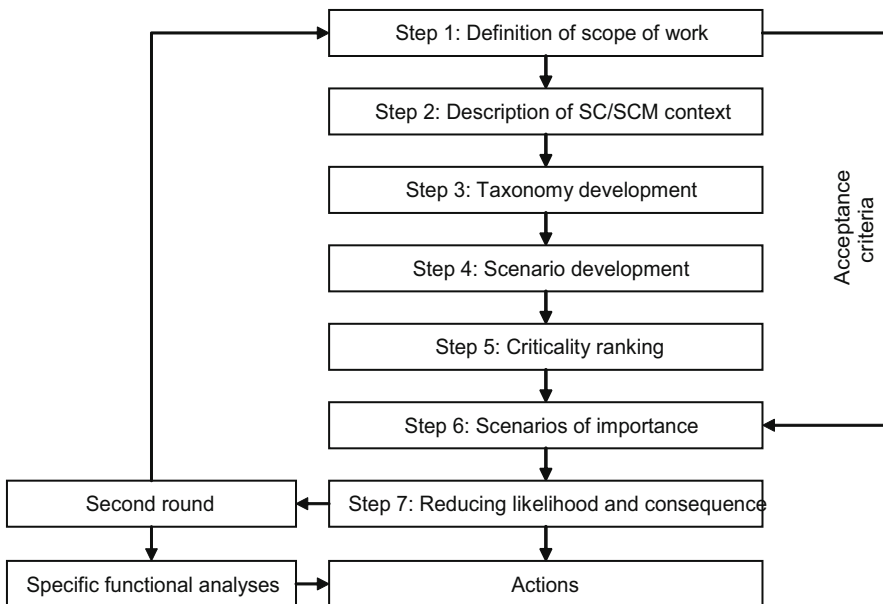 Step 1: Definition of scope of work
Step 2: Description of SC/SCM context
Step 3: Taxonomy development
Step 4: Scenario development
Step 5: Criticality ranking
Step 6: Scenarios of importance
Step 7: Reducing likelihood and consequence
Second round
Specific functional analyses
Actions
Acceptance
criteria